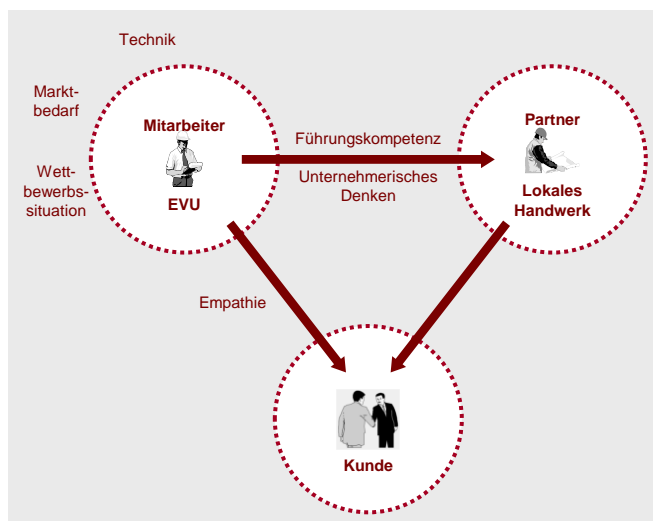 Technik
Markt-
bedarf
Wett-
bewerbs-
situation
Mitarbeiter
EVU
Führungskompetenz
Unternehmerisches
Denken
Partner
Lokales
Handwerk
Empathie
Kunde